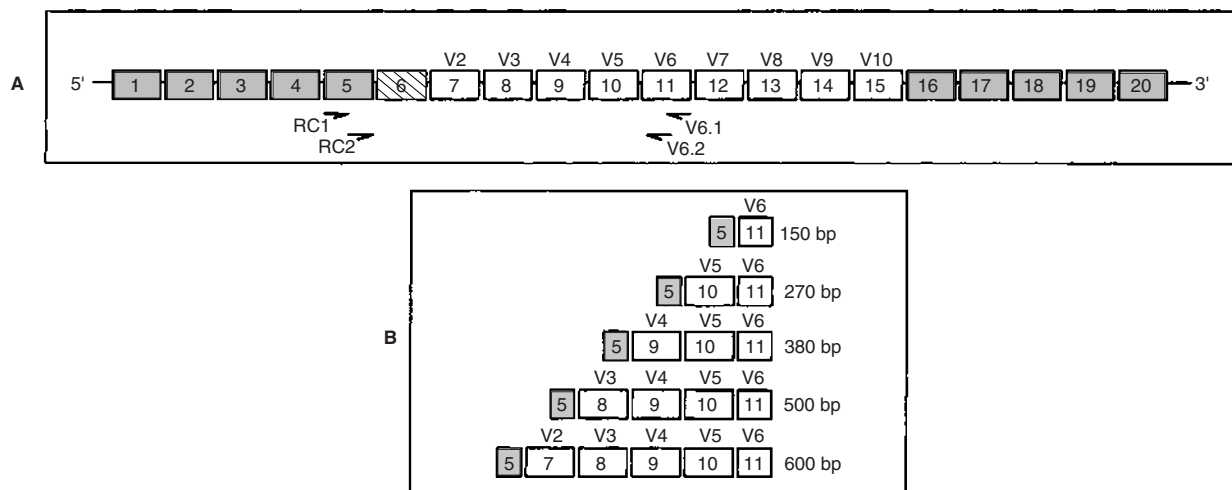 V2 V3 V4 V5 V6 V7 V8 V9 V10
A 5' 1 2 3 4 5 6 7 8 9 10 11 12 13 14 15 16 17 18 19 20 3'
RC1 V6.1
RC2 V6.2
V6
5 11 150 bp
V5 V6
5 10 11 270 bp
B
V4 V5 V6
5 9 10 11 380 bp
V3 V4 V5 V6
5 8 9 10 11 500 bp
V2 V3 V4 V5 V6
5 7 8 9 10 11 600 bp